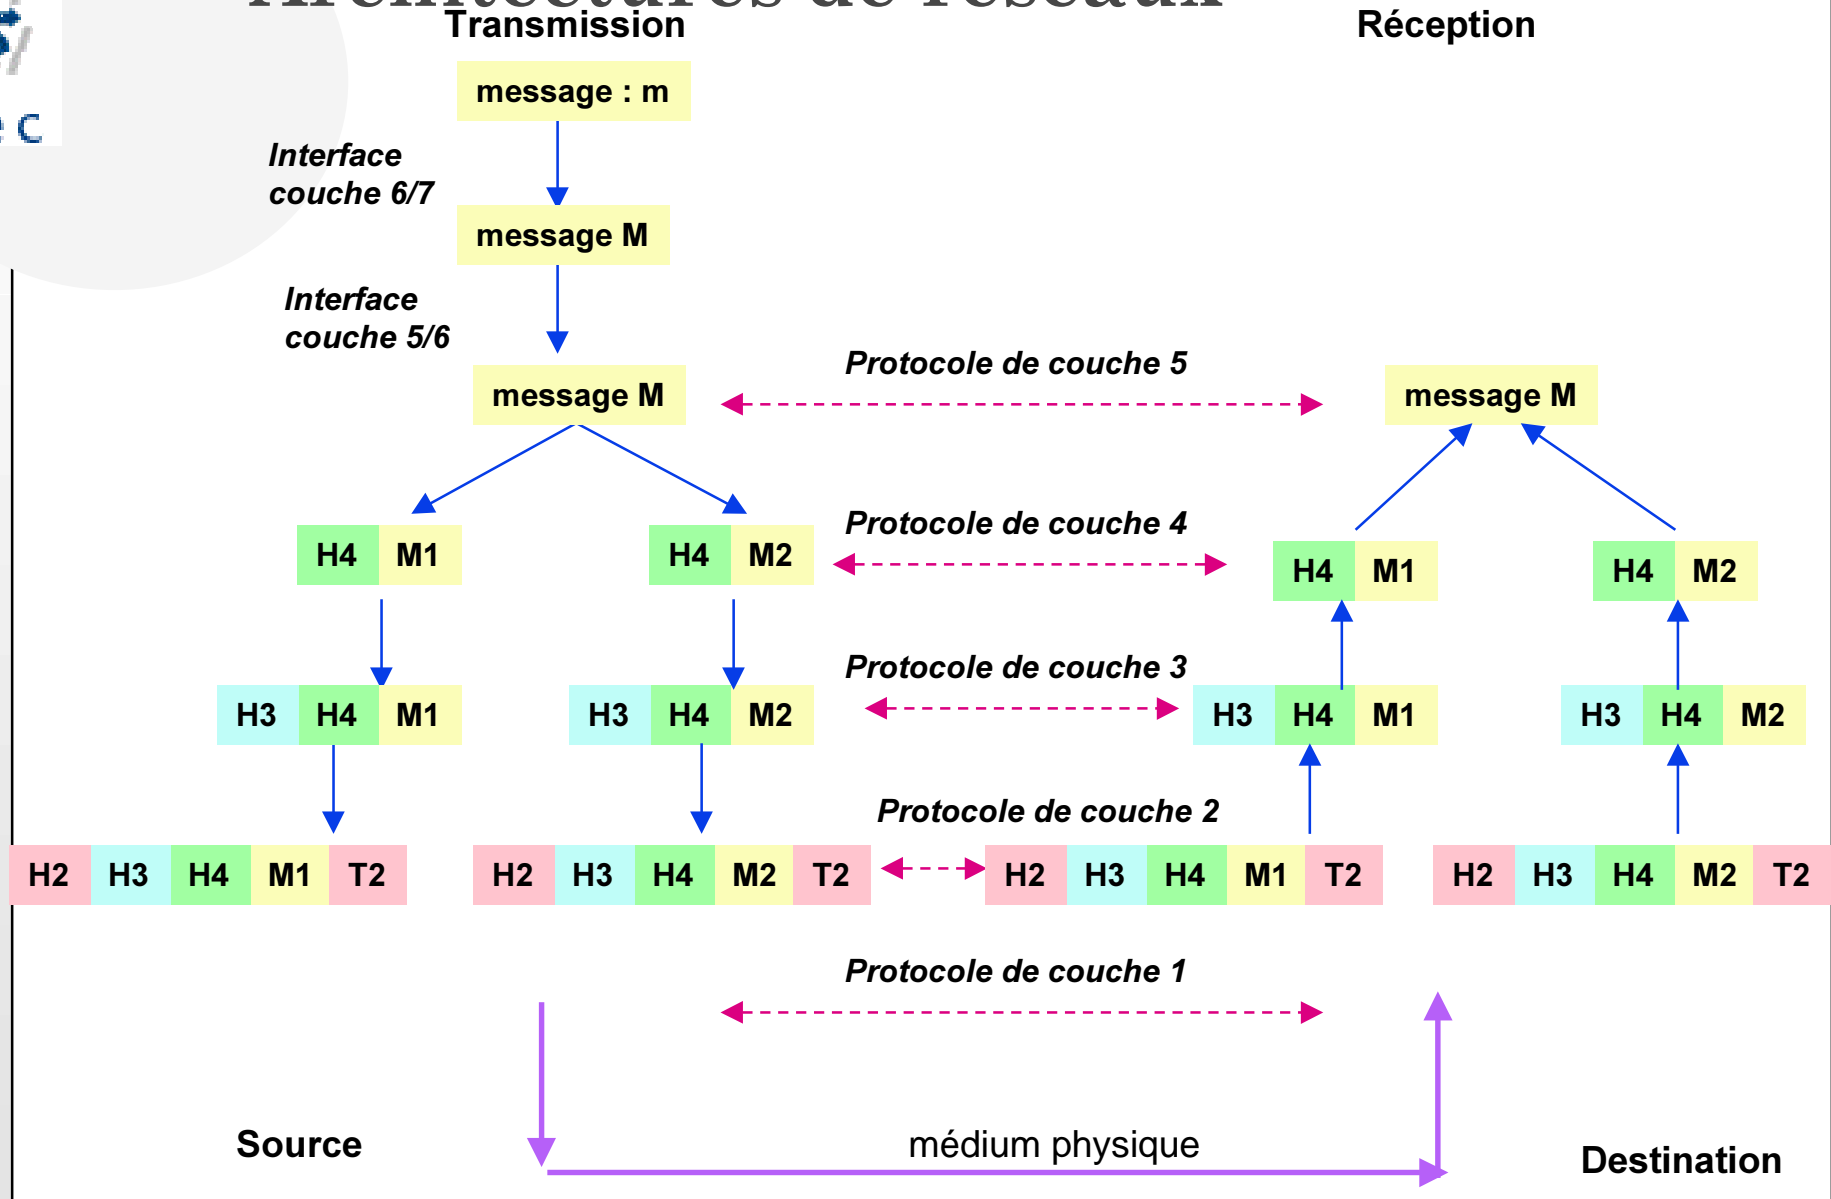 Architectures de réseaux
Transmission
Réception
message : m
Interface
couche 6/7
message M
Interface
couche 5/6
Protocole de couche 5
message M
message M
Protocole de couche 4
H4 M1
H4 M2
H4 M1
H4 M2
Protocole de couche 3
H3 H4 M1
H3 H4 M2
H3 H4 M1
H3 H4 M2
Protocole de couche 2
H2 H3 H4 M1 T2
H2 H3 H4 M2 T2
H2 H3 H4 M1 T2
H2 H3 H4 M2 T2
Protocole de couche 1
Source
médium physique
Destination